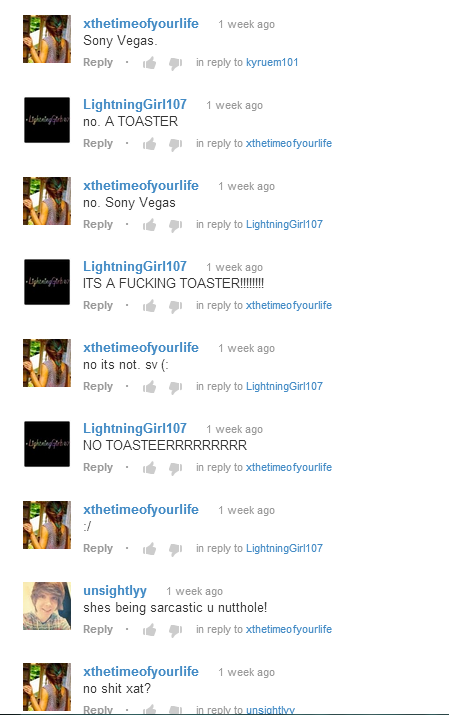 xthetimeofyourlife 1 week ago
Sony Vegas.
Reply · in reply to kyruem101
LightningGirl107 1 week ago
no. A TOASTER
Reply · in reply to xthetimeofyourlife
xthetimeofyourlife 1 week ago
no. Sony Vegas
Reply · in reply to LightningGirl107
LightningGirl107 1 week ago
ITS A FUCKING TOASTER!!!!!!!!
Reply · in reply to xthetimeofyourlife
xthetimeofyourlife 1 week ago
no its not. sv (:
Reply · in reply to LightningGirl107
LightningGirl107 1 week ago
NO TOASTEERRRRRRRRR
Reply · in reply to xthetimeofyourlife
xthetimeofyourlife 1 week ago
:/
Reply · in reply to LightningGirl107
unsightlyy 1 week ago
shes being sarcastic u nutthole!
Reply · in reply to xthetimeofyourlife
xthetimeofyourlife 1 week ago
no shit xat?
Reply · in reply to unsightlyy